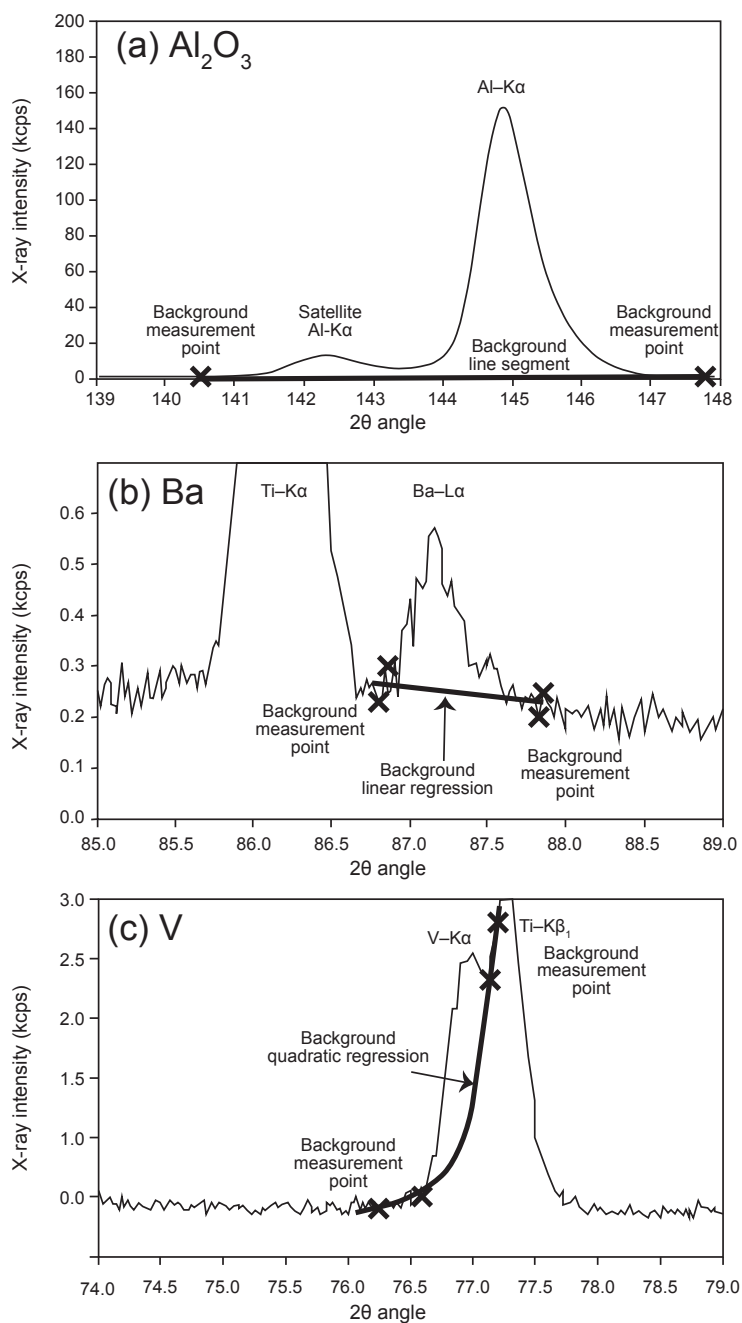 (a) Al₂O₃
X-ray intensity (kcps)
200
180
160
140
120
100
80
60
40
20
0
Al–Kα
Background
measurement
point
Satellite
Al-Kα
Background
line segment
Background
measurement
point
139 140 141 142 143 144 145 146 147 148
2θ angle
(b) Ba
X-ray intensity (kcps)
0.6
0.5
0.4
0.3
0.2
0.1
0.0
Ti–Kα
Ba–Lα
Background
measurement
point
Background
linear regression
Background
measurement
point
85.0 85.5 86.0 86.5 87.0 87.5 88.0 88.5 89.0
2θ angle
(c) V
X-ray intensity (kcps)
3.0
2.5
2.0
1.5
1.0
0.0
V–Kα
Ti–Kβ₁
Background
measurement
point
Background
quadratic regression
Background
measurement
point
74.0 75.5 75.0 75.5 76.0 76.5 77.0 77.5 78.0 78.5 79.0
2θ angle